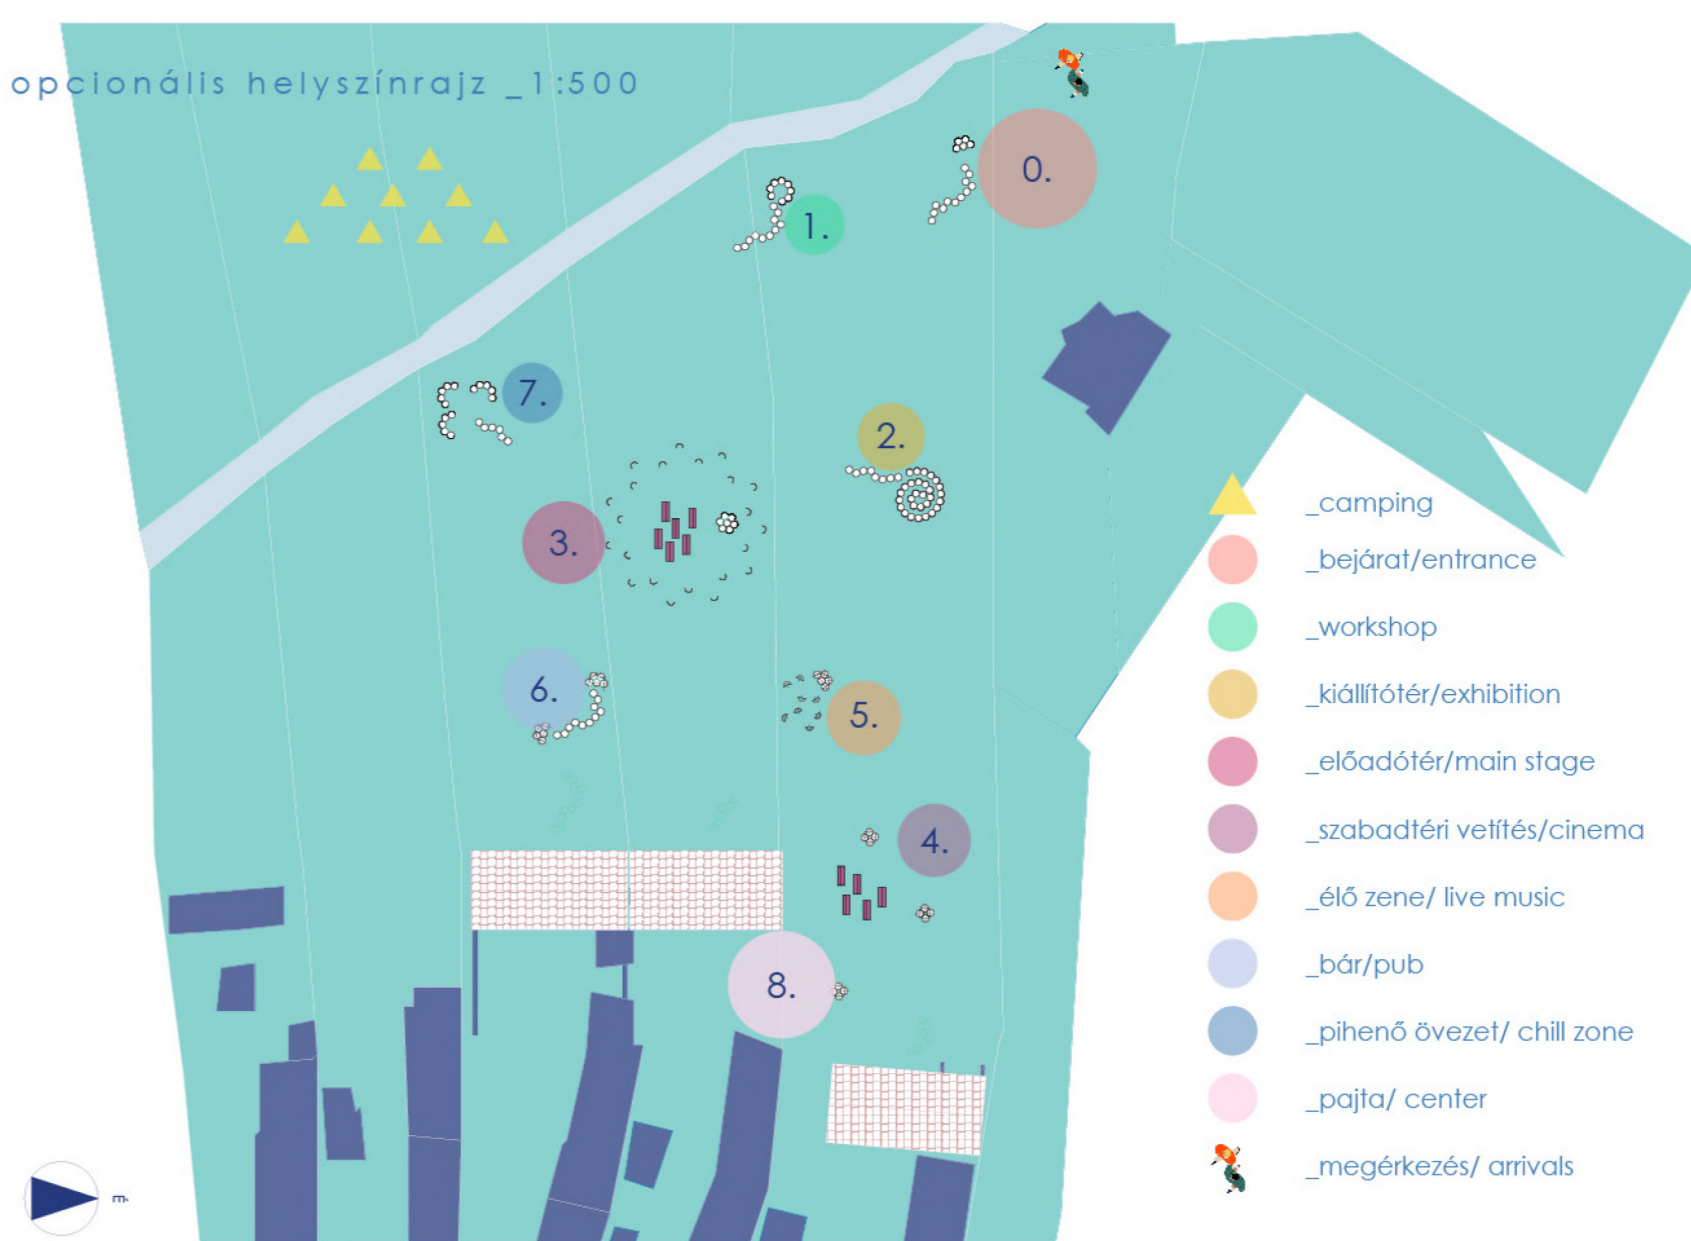 opcionális helyszínrajz _1:500
0.
1.
7.
2.
3.
6.
5.
4.
8.
_camping
_bejárat/entrance
_workshop
_kiállítótér/exhibition
_előadótér/main stage
_szabadtéri vetítés/cinema
_élő zene/ live music
_bár/pub
_pihenő övezet/ chill zone
_pajta/ center
_megérkezés/ arrivals